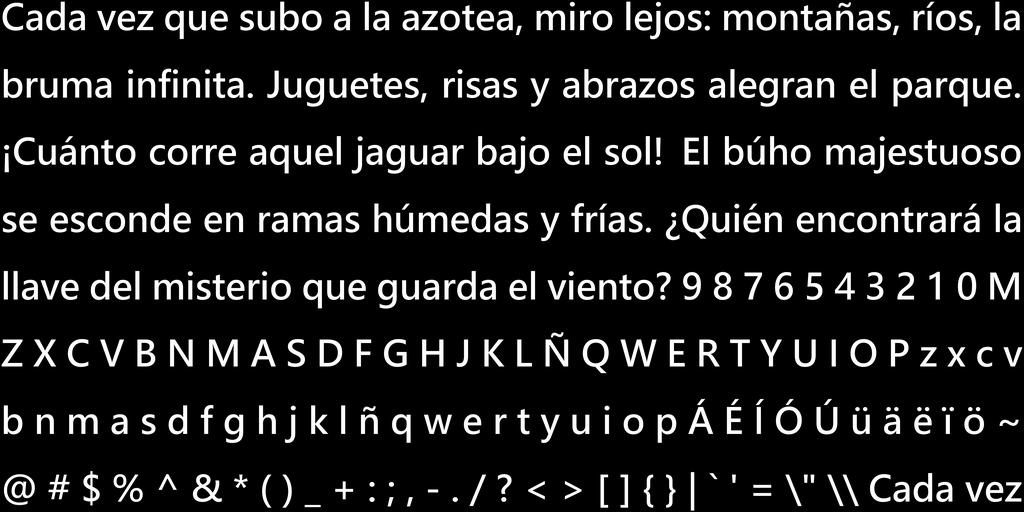 Cada vez que subo a la azotea, miro lejos: montañas, ríos, la
bruma infinita. Juguetes, risas y abrazos alegran el parque.
¡Cuánto corre aquel jaguar bajo el sol! El búho majestuoso
se esconde en ramas húmedas y frías. ¿Quién encontrará la
llave del misterio que guarda el viento? 9 8 7 6 5 4 3 2 1 0 M
Z X C V B N M A S D F G H J K L Ñ Q W E R T Y U I O P z x c v
b n m a s d f g h j k l ñ q w e r t y u i o p Á É Í Ó Ú ü ä ë ï ö ~
@ # $ % ^ & * ( ) _ + : ; , - . / ? < > [ ] { } | ` ' = \" \\ Cada vez